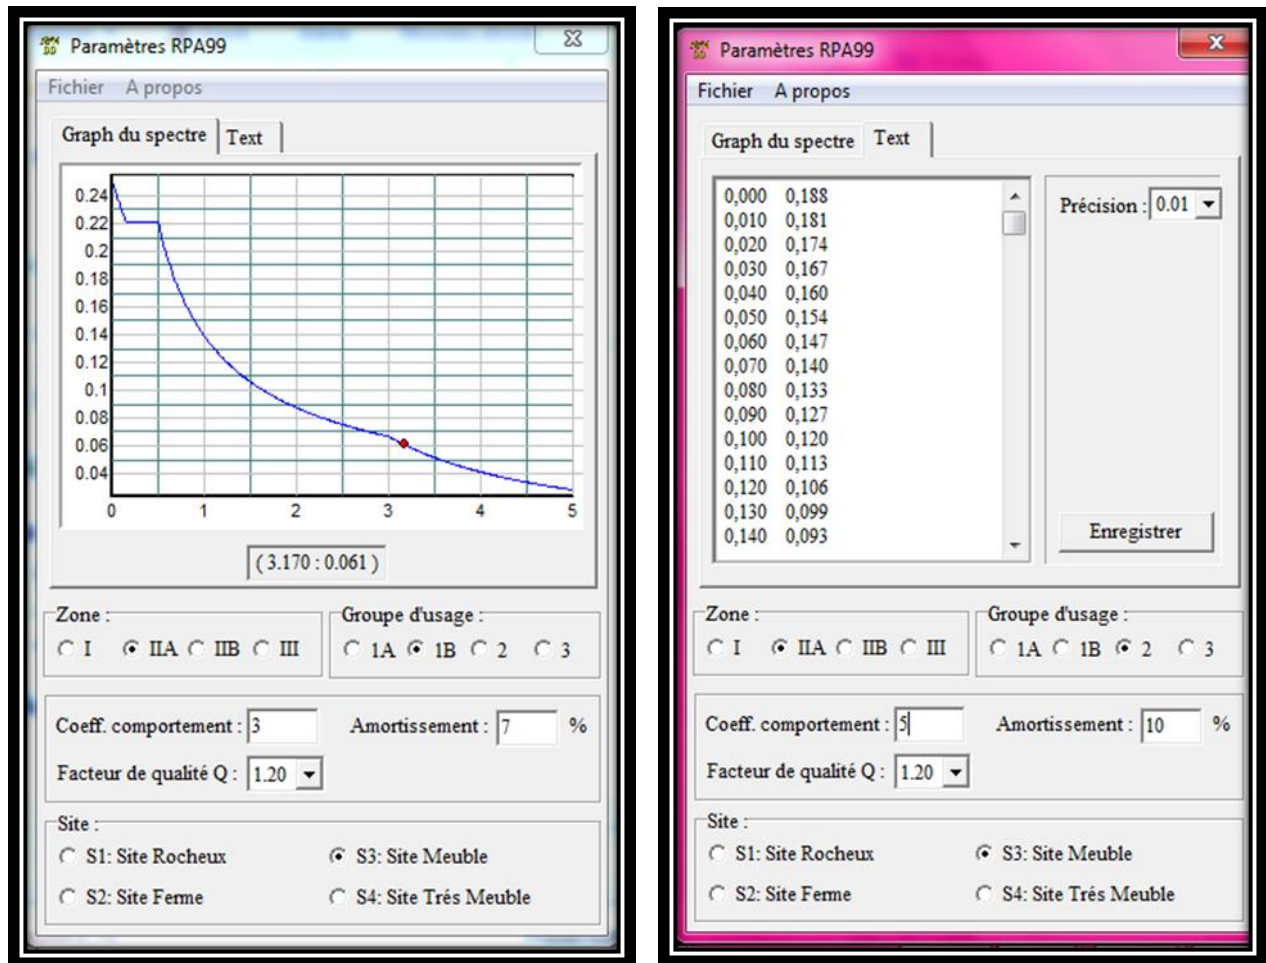 Paramètres RPA99
Fichier A propos
Graph du spectre Text
0.24
0.22
0.2
0.18
0.16
0.14
0.12
0.1
0.08
0.06
0.04
0 1 2 3 4 5
( 3.170 : 0.061 )
Zone :
I IIA IIB III
Groupe d'usage :
1A 1B 2 3
Coeff. comportement : 3 Amortissement : 7 %
Facteur de qualité Q : 1.20
Site :
S1: Site Rocheux S3: Site Meuble
S2: Site Ferme S4: Site Trés Meuble
Paramètres RPA99
Fichier A propos
Graph du spectre Text
0,000 0,188
0,010 0,181
0,020 0,174
0,030 0,167
0,040 0,160
0,050 0,154
0,060 0,147
0,070 0,140
0,080 0,133
0,090 0,127
0,100 0,120
0,110 0,113
0,120 0,106
0,130 0,099
0,140 0,093
Précision : 0.01
Enregistrer
Zone :
I IIA IIB III
Groupe d'usage :
1A 1B 2 3
Coeff. comportement : 5 Amortissement : 10 %
Facteur de qualité Q : 1.20
Site :
S1: Site Rocheux S3: Site Meuble
S2: Site Ferme S4: Site Trés Meuble